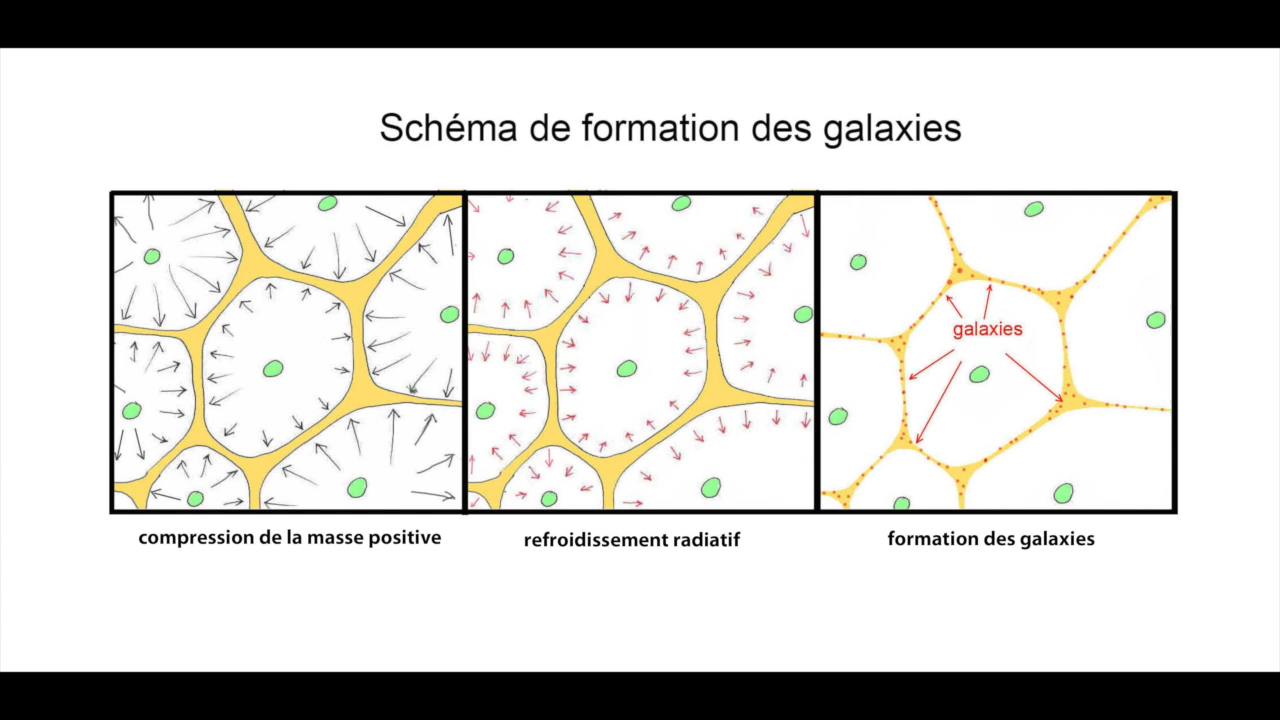 Schéma de formation des galaxies
galaxies
compression de la masse positive
refroidissement radiatif
formation des galaxies